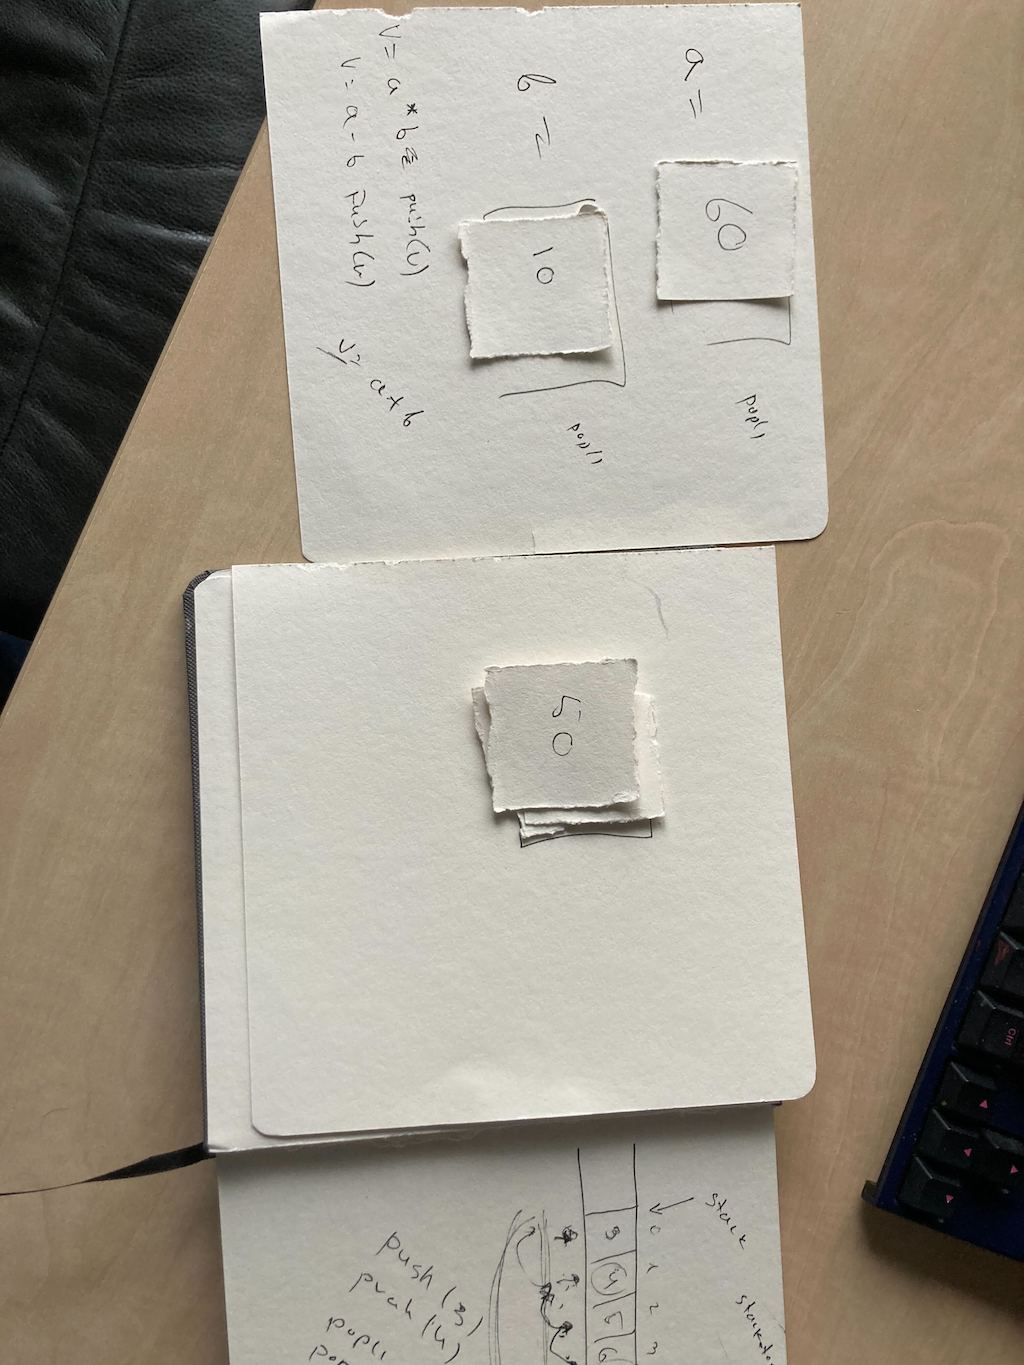 a =
60
pop()
b =
10
pop()
v = a * b push(v)
v = a - b push(v)
a + b
50
stack
0 1 2 3
3 4 5 6
push(3)
push(4)
pop()
Ctrl